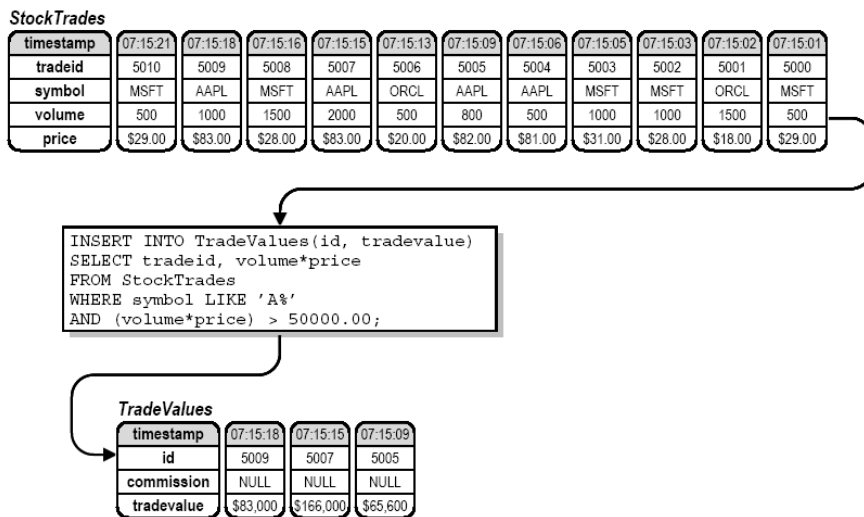 StockTrades
timestamp 07:15:21 07:15:18 07:15:16 07:15:15 07:15:13 07:15:09 07:15:06 07:15:05 07:15:03 07:15:02 07:15:01
tradeid 5010 5009 5008 5007 5006 5005 5004 5003 5002 5001 5000
symbol MSFT AAPL MSFT AAPL ORCL AAPL AAPL MSFT MSFT ORCL MSFT
volume 500 1000 1500 2000 500 800 500 1000 1000 1500 500
price $29.00 $83.00 $28.00 $83.00 $20.00 $82.00 $81.00 $31.00 $28.00 $18.00 $29.00
INSERT INTO TradeValues(id, tradevalue)
SELECT tradeid, volume*price
FROM StockTrades
WHERE symbol LIKE 'A%'
AND (volume*price) > 50000.00;
TradeValues
timestamp 07:15:18 07:15:15 07:15:09
id 5009 5007 5005
commission NULL NULL NULL
tradevalue $83,000 $166,000 $65,600